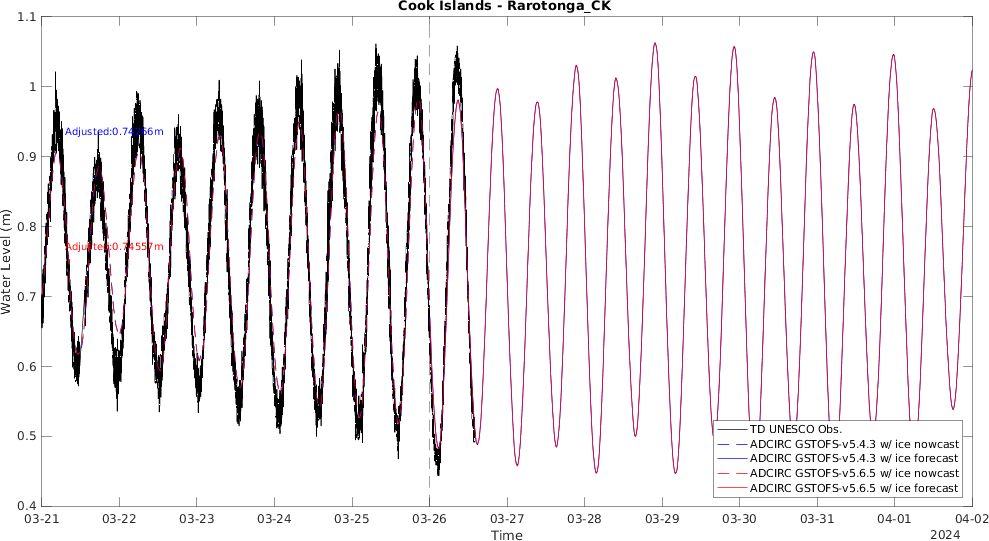 Cook Islands - Rarotonga_CK
1.1
1
0.9
0.8
0.7
0.6
0.5
0.4
Water Level (m)
Adjusted:0.74766m
Adjusted:0.74557m
TD UNESCO Obs.
ADCIRC GSTOFS-v5.4.3 w/ ice nowcast
ADCIRC GSTOFS-v5.4.3 w/ ice forecast
ADCIRC GSTOFS-v5.6.5 w/ ice nowcast
ADCIRC GSTOFS-v5.6.5 w/ ice forecast
03-21 03-22 03-23 03-24 03-25 03-26 03-27 03-28 03-29 03-30 03-31 04-01 04-02
Time
2024